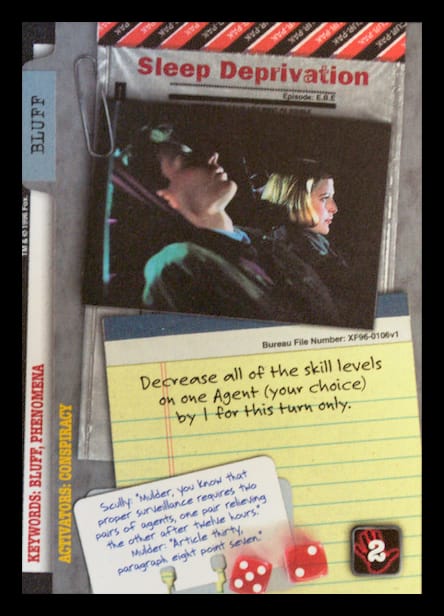 Sleep Deprivation
Episode: E.B.E
BLUFF
TM & © 1996 Fox.
KEYWORDS: BLUFF, PHENOMENA
ACTIVATORS: CONSPIRACY
Bureau File Number: XF96-0106v1
Decrease all of the skill levels
on one Agent (your choice)
by 1 for this turn only.
Scully: "Mulder, you know that
proper surveillance requires two
pairs of agents, one pair relieving
the other after twelve hours."
Mulder: "Article thirty,
paragraph eight point seven."
2